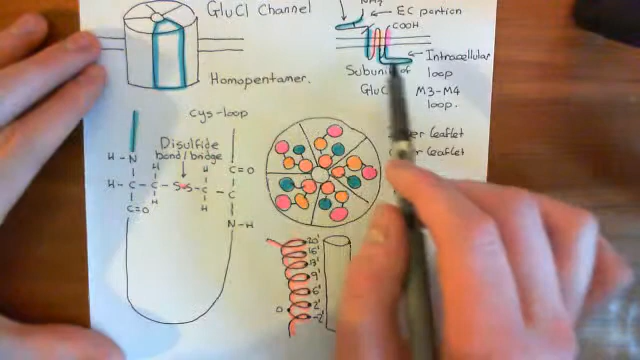 GluCl Channel
Homopentamer.
NH2
EC portion
COOH
Intracellular
loop
M3-M4
loop.
Subunit of
GluCl
leaflet
leaflet
cys-loop
Disulfide
bond/bridge
H-N
H
H
C=O
H-C-C-S-S-C-C
H
H
C=O
N-H
20'
16'
13'
9'
6'
2'
0
-2'